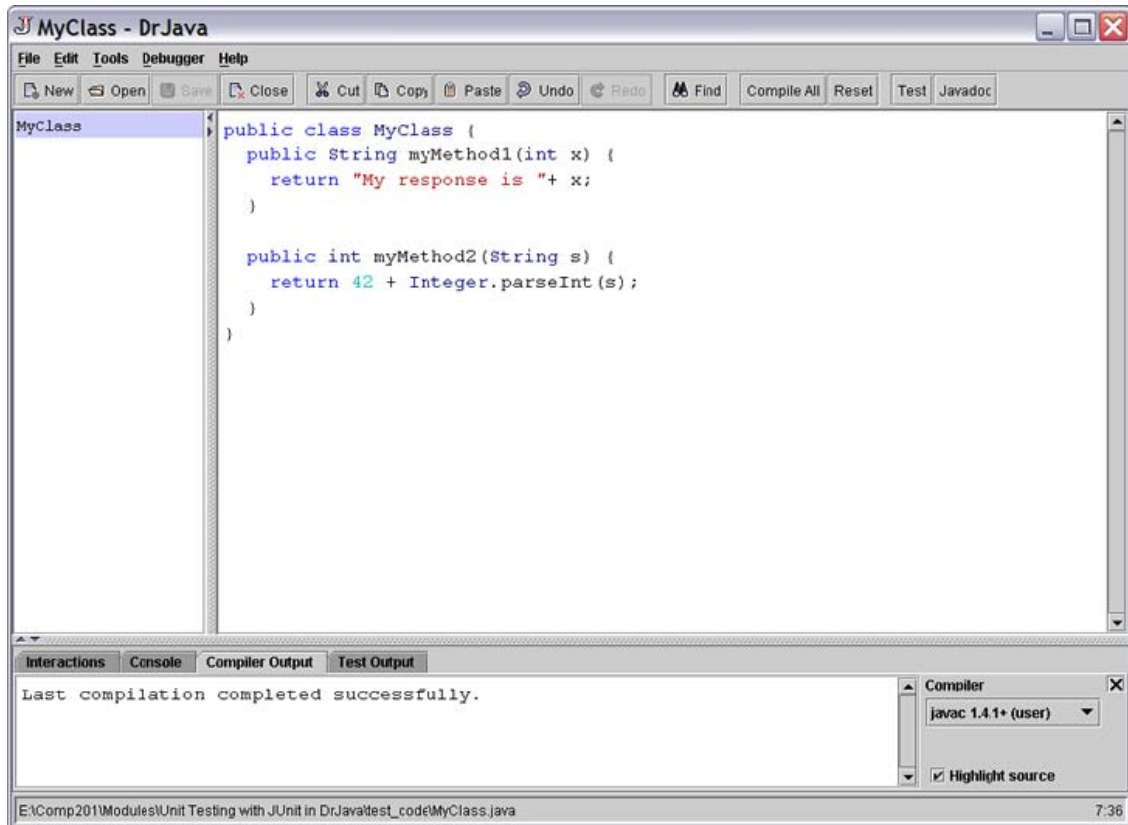 MyClass - DrJava
File Edit Tools Debugger Help
New Open Save Close Cut Copy Paste Undo Redo Find Compile All Reset Test Javadoc
MyClass
public class MyClass {
  public String myMethod1(int x) {
    return "My response is "+ x;
  }

  public int myMethod2(String s) {
    return 42 + Integer.parseInt(s);
  }
}
Interactions Console Compiler Output Test Output
Last compilation completed successfully.
Compiler
javac 1.4.1+ (user)
Highlight source
E:\Comp201\Modules\Unit Testing with JUnit in DrJava\test_code\MyClass.java 7:36